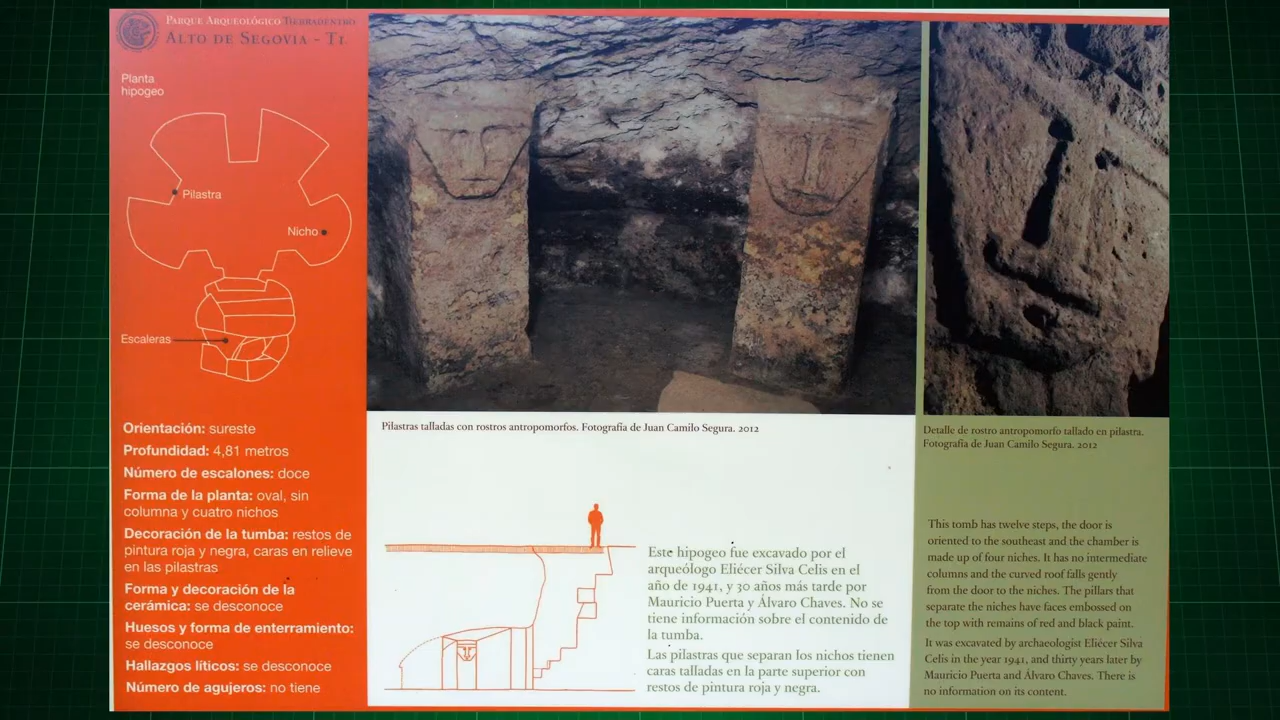 PARQUE ARQUEOLÓGICO TIERRADENTRO
ALTO DE SEGOVIA - T1.
Planta
hipogeo
Pilastra
Nicho
Escaleras
Orientación: sureste
Profundidad: 4,81 metros
Número de escalones: doce
Forma de la planta: oval, sin
columna y cuatro nichos
Decoración de la tumba: restos de
pintura roja y negra, caras en relieve
en las pilastras
Forma y decoración de la
cerámica: se desconoce
Huesos y forma de enterramiento:
se desconoce
Hallazgos líticos: se desconoce
Número de agujeros: no tiene
Pilastras talladas con rostros antropomorfos. Fotografía de Juan Camilo Segura. 2012
Este hipogeo fue excavado por el
arqueólogo Eliécer Silva Celis en el
año de 1941, y 30 años más tarde por
Mauricio Puerta y Álvaro Chaves. No se
tiene información sobre el contenido de
la tumba.
Las pilastras que separan los nichos tienen
caras talladas en la parte superior con
restos de pintura roja y negra.
Detalle de rostro antropomorfo tallado en pilastra.
Fotografía de Juan Camilo Segura. 2012
This tomb has twelve steps, the door is
oriented to the southeast and the chamber is
made up of four niches. It has no intermediate
columns and the curved roof falls gently
from the door to the niches. The pillars that
separate the niches have faces embossed on
the top with remains of red and black paint.
It was excavated by archaeologist Eliécer Silva
Celis in the year 1941, and thirty years later by
Mauricio Puerta and Álvaro Chaves. There is
no information on its content.